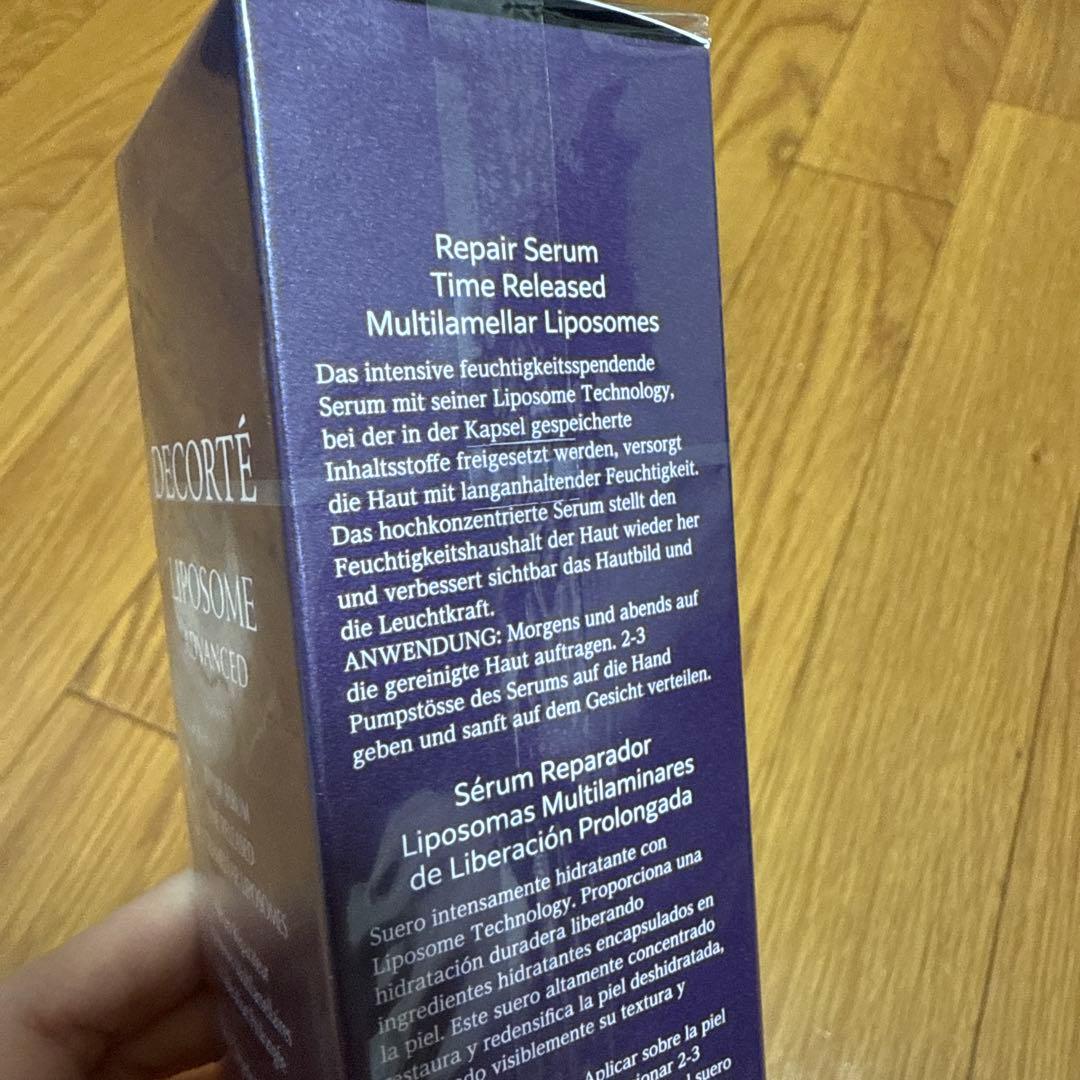 DECORTÉ
LIPOSOME
ADVANCED
Repair Serum
Time Released
Multilamellar Liposomes
Das intensive feuchtigkeitsspendende
Serum mit seiner Liposome Technology,
bei der in der Kapsel gespeicherte
Inhaltsstoffe freigesetzt werden, versorgt
die Haut mit langanhaltender Feuchtigkeit.
Das hochkonzentrierte Serum stellt den
Feuchtigkeitshaushalt der Haut wieder her
und verbessert sichtbar das Hautbild und
die Leuchtkraft.
ANWENDUNG: Morgens und abends auf
die gereinigte Haut auftragen. 2-3
Pumpstösse des Serums auf die Hand
geben und sanft auf dem Gesicht verteilen.
Sérum Reparador
Liposomas Multilaminares
de Liberación Prolongada
Suero intensamente hidratante con
Liposome Technology. Proporciona una
hidratación duradera liberando
ingredientes hidratantes encapsulados en
la piel. Este suero altamente concentrado
y redensifica la piel deshidratada,
visiblemente su textura y
Aplicar sobre la piel
2-3
suero